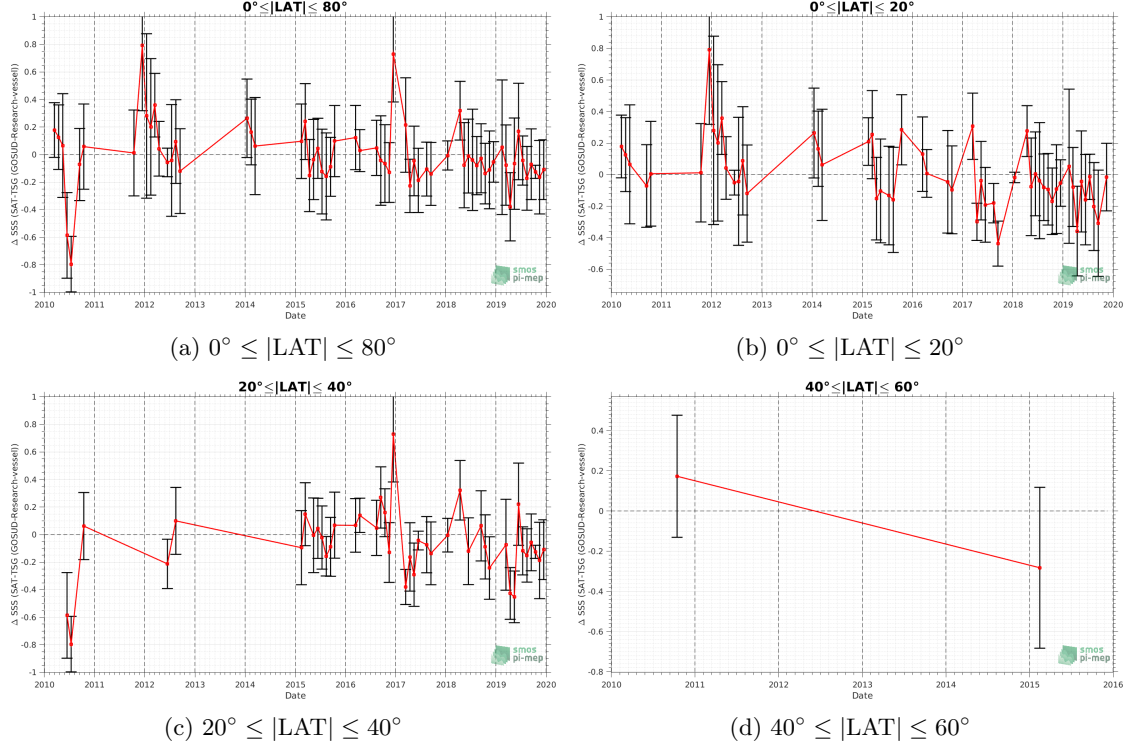 0°≤|LAT|≤ 80°
Δ SSS (SAT-TSG (GOSUD-Research-vessel))
1
0.8
0.6
0.4
0.2
0
-0.2
-0.4
-0.6
-0.8
-1
2010 2011 2012 2013 2014 2015 2016 2017 2018 2019 2020
Date
smos
pi-mep
(a) 0° ≤ |LAT| ≤ 80°
0°≤|LAT|≤ 20°
Δ SSS (SAT-TSG (GOSUD-Research-vessel))
1
0.8
0.6
0.4
0.2
0
-0.2
-0.4
-0.6
2010 2011 2012 2013 2014 2015 2016 2017 2018 2019 2020
Date
smos
pi-mep
(b) 0° ≤ |LAT| ≤ 20°
20°≤|LAT|≤ 40°
Δ SSS (SAT-TSG (GOSUD-Research-vessel))
1
0.8
0.6
0.4
0.2
0
-0.2
-0.4
-0.6
-0.8
-1
2010 2011 2012 2013 2014 2015 2016 2017 2018 2019 2020
Date
smos
pi-mep
(c) 20° ≤ |LAT| ≤ 40°
40°≤|LAT|≤ 60°
Δ SSS (SAT-TSG (GOSUD-Research-vessel))
0.4
0.2
0
-0.2
-0.4
-0.6
-0.8
2010 2011 2012 2013 2014 2015 2016
Date
smos
pi-mep
(d) 40° ≤ |LAT| ≤ 60°